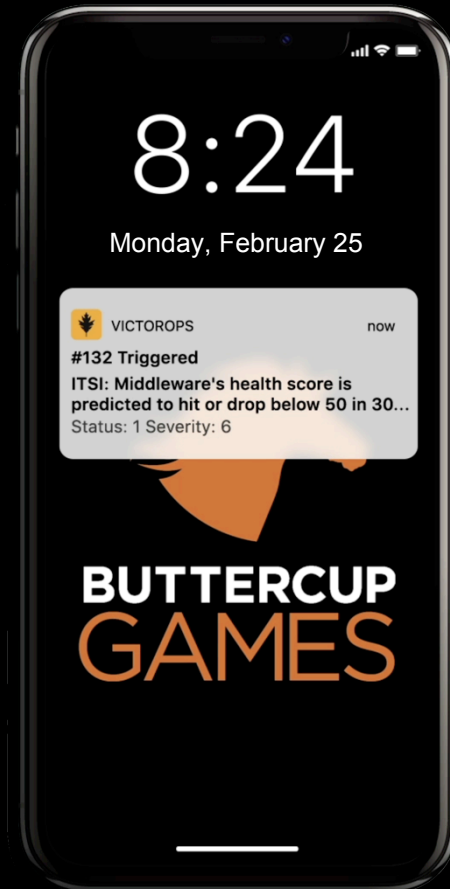 8:24
Monday, February 25
VICTOROPS now
#132 Triggered
ITSI: Middleware's health score is
predicted to hit or drop below 50 in 30...
Status: 1 Severity: 6
BUTTERCUP
GAMES